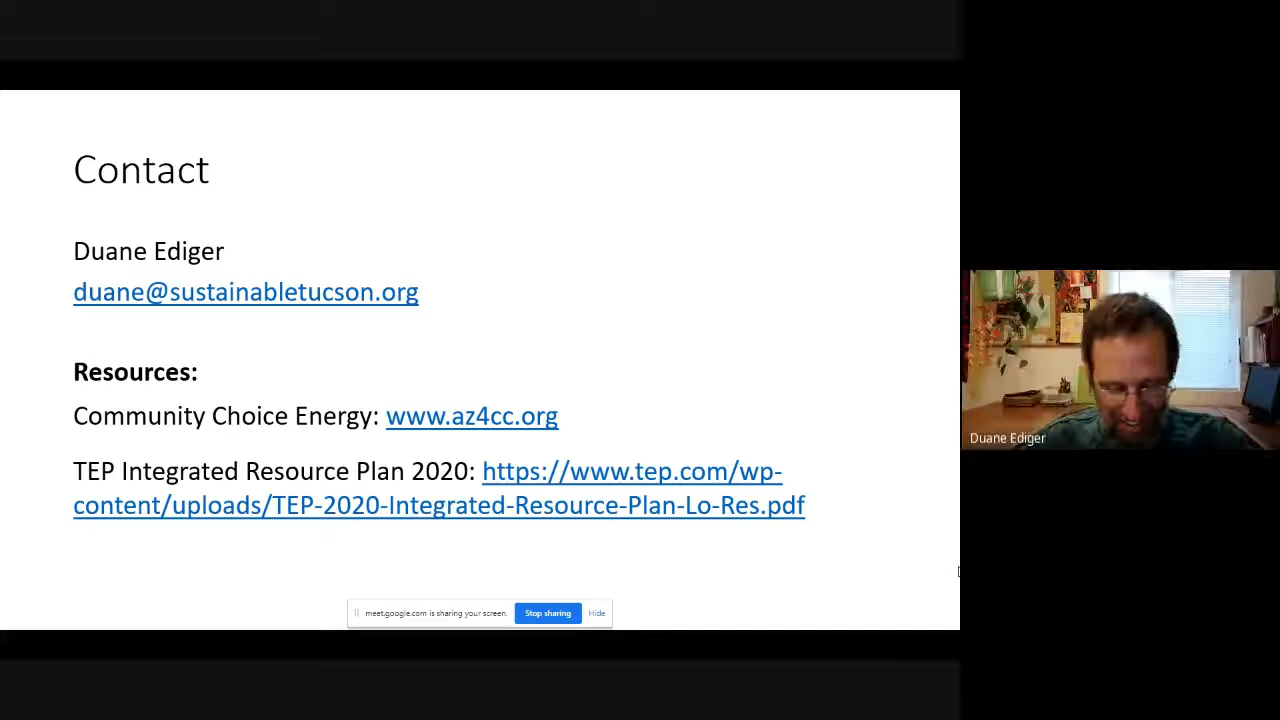 Contact
Duane Ediger
duane@sustainabletucson.org
Resources:
Community Choice Energy: www.az4cc.org
TEP Integrated Resource Plan 2020: https://www.tep.com/wp-
content/uploads/TEP-2020-Integrated-Resource-Plan-Lo-Res.pdf
meet.google.com is sharing your screen. Stop sharing Hide
Duane Ediger